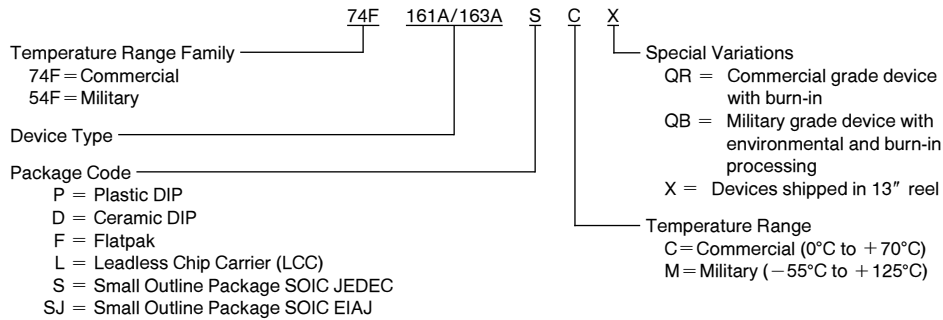 74F 161A/163A S C X
Temperature Range Family
74F=Commercial
54F=Military
Device Type
Package Code
P = Plastic DIP
D = Ceramic DIP
F = Flatpak
L = Leadless Chip Carrier (LCC)
S = Small Outline Package SOIC JEDEC
SJ = Small Outline Package SOIC EIAJ
Special Variations
QR = Commercial grade device
with burn-in
QB = Military grade device with
environmental and burn-in
processing
X = Devices shipped in 13″ reel
Temperature Range
C=Commercial (0°C to +70°C)
M=Military (−55°C to +125°C)